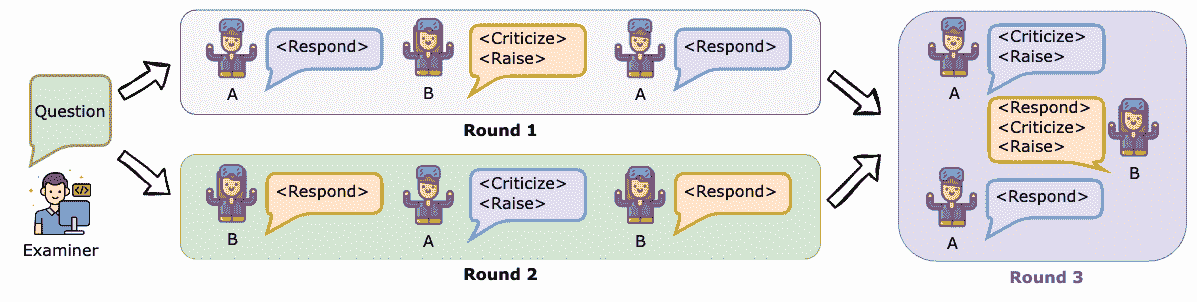 Question
Examiner
<Respond>
A
<Criticize>
<Raise>
B
<Respond>
A
Round 1
<Respond>
B
<Criticize>
<Raise>
A
<Respond>
B
Round 2
<Criticize>
<Raise>
A
<Respond>
<Criticize>
<Raise>
B
<Respond>
A
Round 3